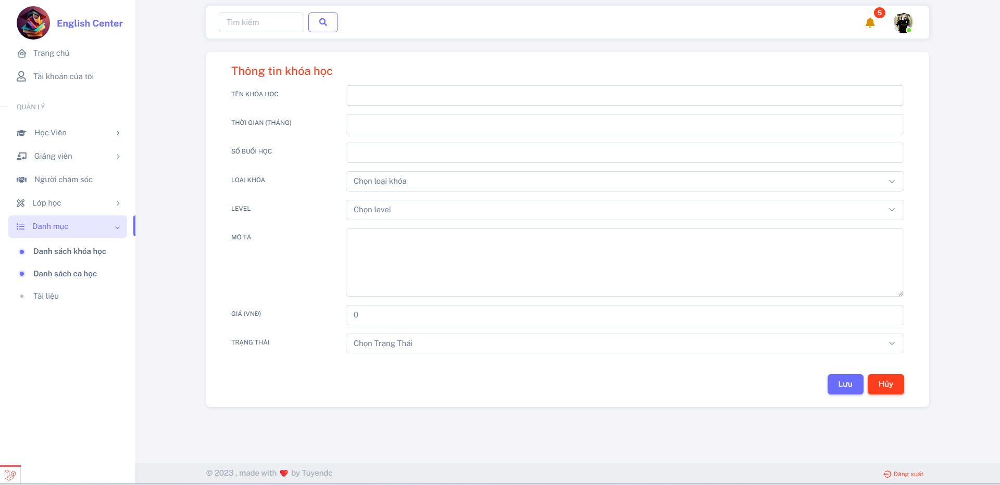 English Center
Trang chủ
Tài khoản của tôi
QUẢN LÝ
Học Viên
Giảng viên
Người chăm sóc
Lớp học
Danh mục
Danh sách khóa học
Danh sách ca học
Tài liệu
Tìm kiếm
5
Thông tin khóa học
TÊN KHÓA HỌC
THỜI GIAN (THÁNG)
SỐ BUỔI HỌC
LOẠI KHÓA
Chọn loại khóa
LEVEL
Chọn level
MÔ TẢ
GIÁ (VNĐ)
0
TRẠNG THÁI
Chọn Trạng Thái
Lưu
Hủy
© 2023 , made with ❤️ by Tuyendc
Đăng xuất